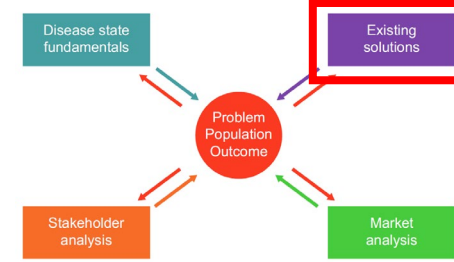 Disease state
fundamentals
Existing
solutions
Problem
Population
Outcome
Stakeholder
analysis
Market
analysis